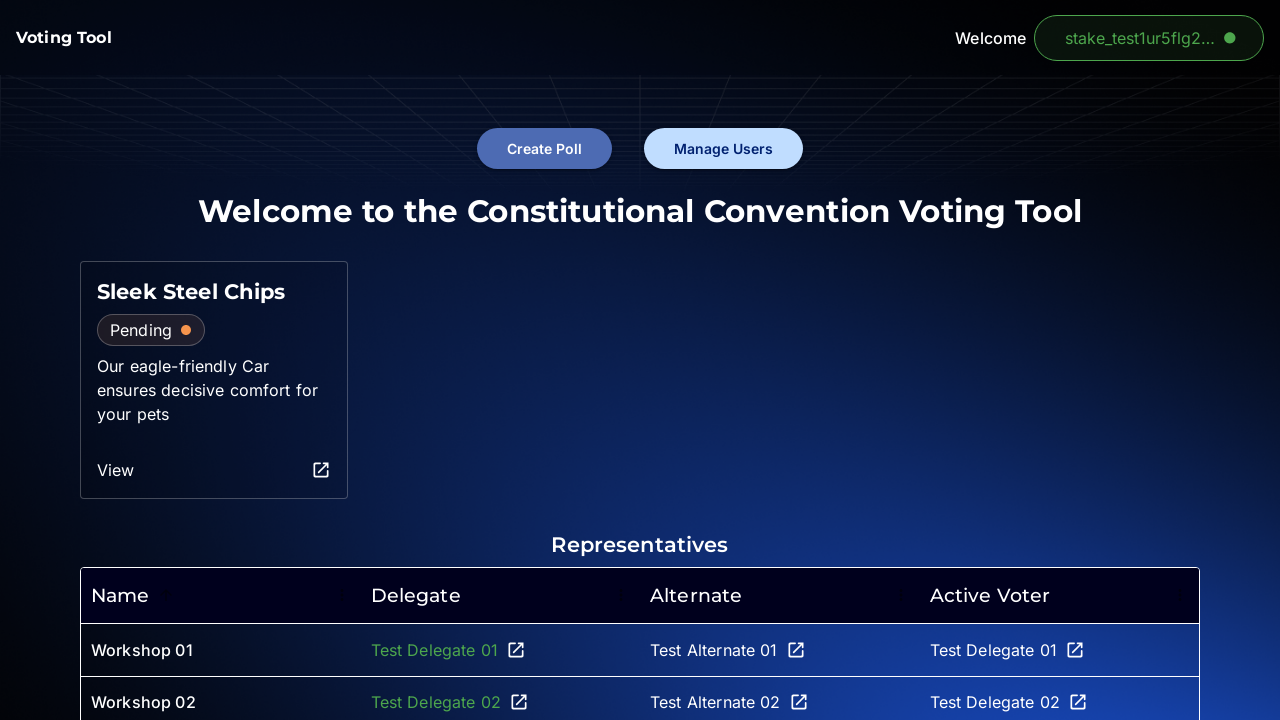 Voting Tool
Welcome
stake_test1ur5flg2...
Create Poll
Manage Users
Welcome to the Constitutional Convention Voting Tool
Sleek Steel Chips
Pending
Our eagle-friendly Car
ensures decisive comfort for
your pets
View
Representatives
Name Delegate Alternate Active Voter
Workshop 01 Test Delegate 01 Test Alternate 01 Test Delegate 01
Workshop 02 Test Delegate 02 Test Alternate 02 Test Delegate 02